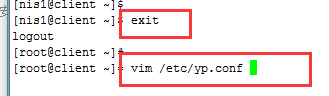 [nis1@client ~]$
[nis1@client ~]$ exit
logout
[root@client ~]#
[root@client ~]# vim /etc/yp.conf